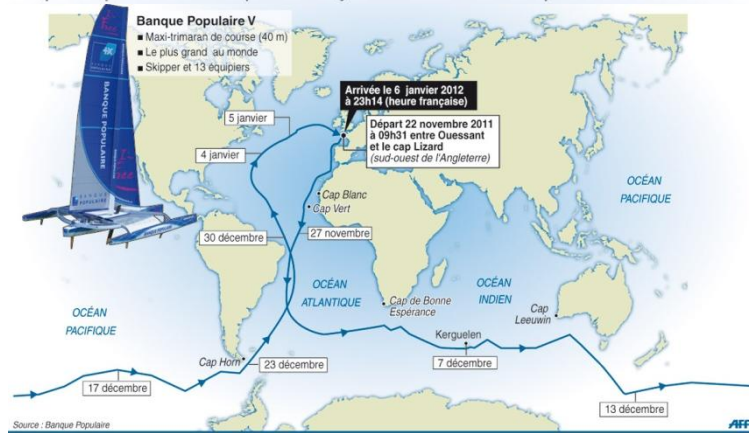 Banque Populaire V
■ Maxi-trimaran de course (40 m)
■ Le plus grand au monde
■ Skipper et 13 équipiers
Arrivée le 6 janvier 2012
à 23h14 (heure française)
5 janvier
Départ 22 novembre 2011
à 09h31 entre Ouessant
et le cap Lizard
(sud-ouest de l'Angleterre)
4 janvier
BANQUE POPULAIRE
OCÉAN
PACIFIQUE
Cap Blanc
Cap Vert
30 décembre
27 novembre
OCÉAN
ATLANTIQUE
OCÉAN
INDIEN
Cap de Bonne
Espérance
Cap
Leeuwin
OCÉAN
PACIFIQUE
Kerguelen
Cap Horn
23 décembre
7 décembre
17 décembre
13 décembre
Source : Banque Populaire
AFP